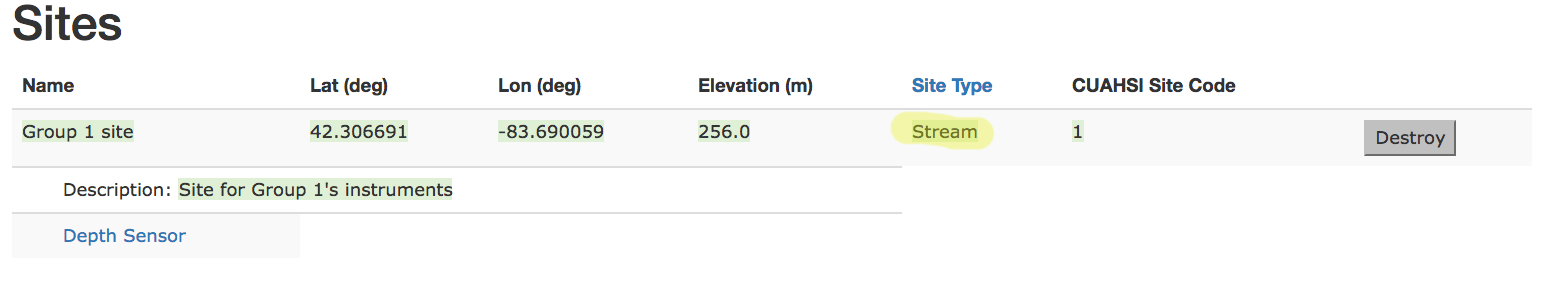 Sites
Name Lat (deg) Lon (deg) Elevation (m) Site Type CUAHSI Site Code
Group 1 site 42.306691 -83.690059 256.0 Stream 1 Destroy
Description: Site for Group 1's instruments
Depth Sensor